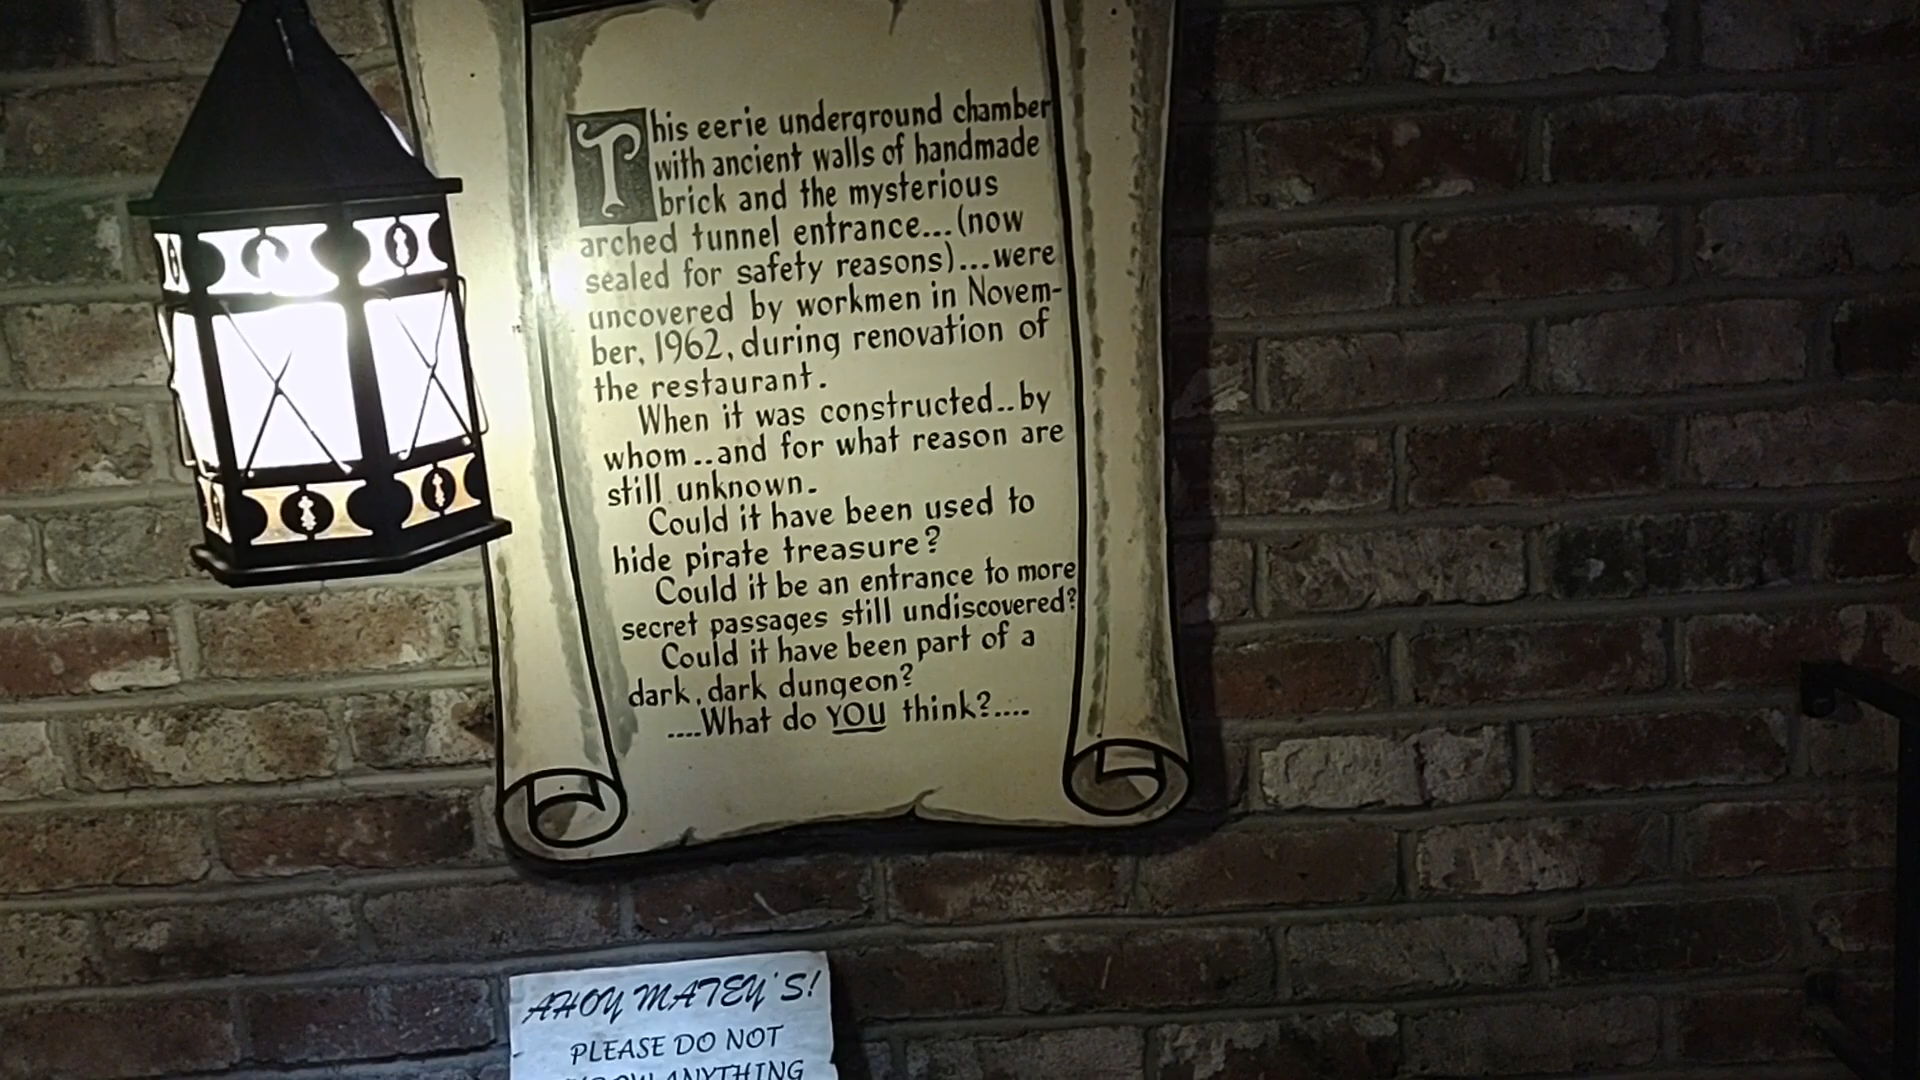 This eerie underground chamber
with ancient walls of handmade
brick and the mysterious
arched tunnel entrance...(now
sealed for safety reasons)...were
uncovered by workmen in Novem-
ber, 1962, during renovation of
the restaurant.
When it was constructed..by
whom..and for what reason are
still unknown.
Could it have been used to
hide pirate treasure?
Could it be an entrance to more
secret passages still undiscovered?
Could it have been part of a
dark, dark dungeon?
....What do YOU think?....
AHOY MATEY'S!
PLEASE DO NOT
ANYTHING